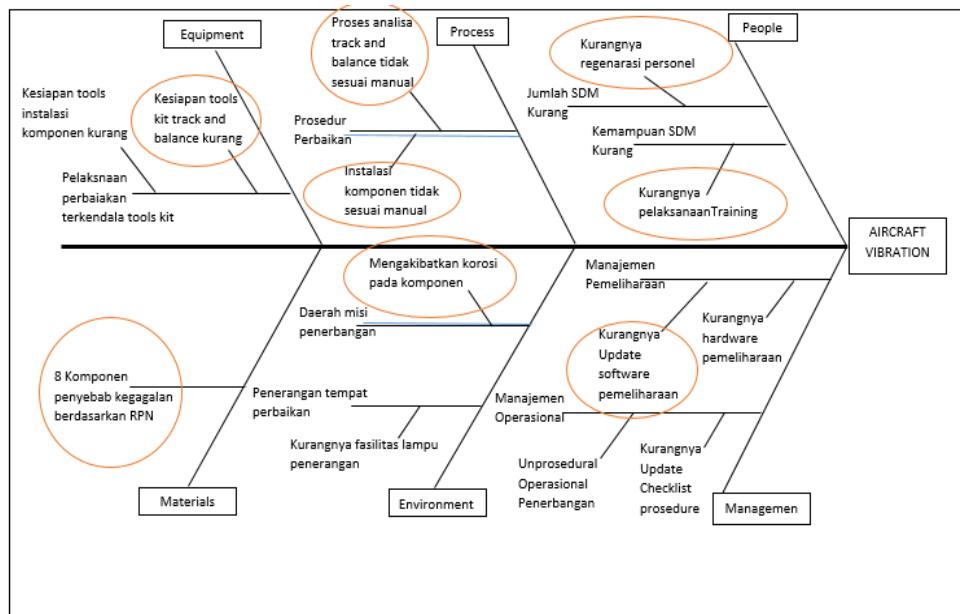 Equipment
Proses analisa
track and
balance tidak
sesuai manual
Process
People
Kurangnya
regenarasi personel
Kesiapan tools
instalasi
komponen kurang
Kesiapan tools
kit track and
balance kurang
Jumlah SDM
Kurang
Prosedur
Perbaikan
Kemampuan SDM
Kurang
Pelaksnaan
perbaiakan
terkendala tools kit
Instalasi
komponen tidak
sesuai manual
Kurangnya
pelaksanaanTraining
AIRCRAFT
VIBRATION
Mengakibatkan korosi
pada komponen
Manajemen
Pemeliharaan
Daerah misi
penerbangan
Kurangnya
Update
software
pemeliharaan
Kurangnya
hardware
pemeliharaan
8 Komponen
penyebab kegagalan
berdasarkan RPN
Penerangan tempat
perbaikan
Manajemen
Operasional
Kurangnya fasilitas lampu
penerangan
Unprosedural
Operasional
Penerbangan
Kurangnya
Update
Checklist
prosedure
Materials
Environment
Managemen